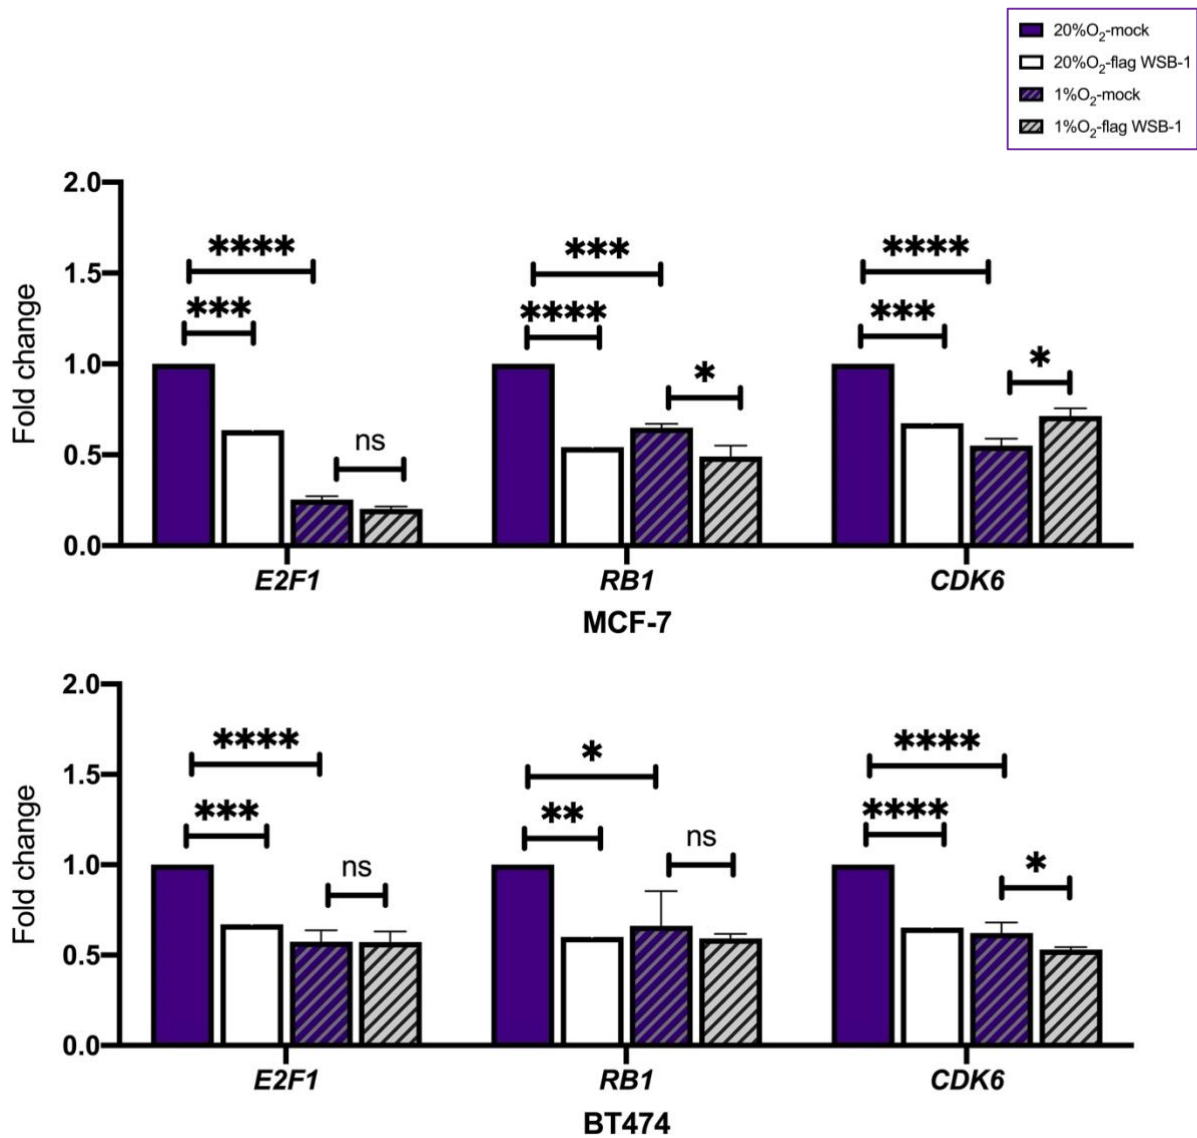 20%O2-mock
20%O2-flag WSB-1
1%O2-mock
1%O2-flag WSB-1
Fold change
2.0
1.5
1.0
0.5
0.0
**** *** ****
*** **** ***
ns * *
E2F1 RB1 CDK6
MCF-7
Fold change
2.0
1.5
1.0
0.5
0.0
**** * ****
*** ** ****
ns ns *
E2F1 RB1 CDK6
BT474